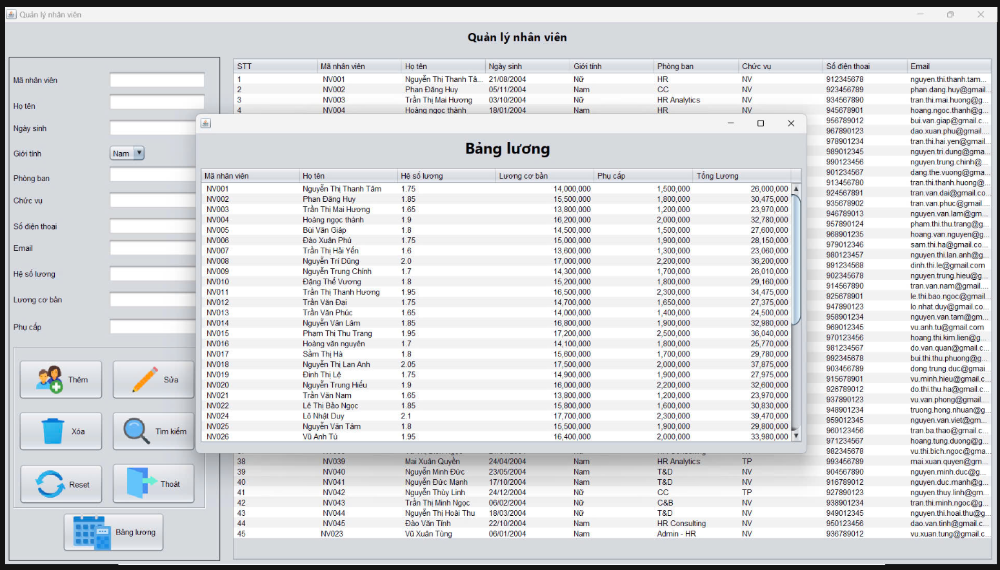 Quản lý nhân viên
Quản lý nhân viên
Mã nhân viên
Họ tên
Ngày sinh
Giới tính Nam
Phòng ban
Chức vụ
Số điện thoại
Email
Hệ số lương
Lương cơ bản
Phụ cấp
Thêm Sửa
Xóa Tìm kiếm
Reset Thoát
Bảng lương
STT Mã nhân viên Họ tên Ngày sinh Giới tính Phòng ban Chức vụ Số điện thoại Email
1 NV001 Nguyễn Thị Thanh Tâ... 21/08/2004 Nữ HR NV 912345678 nguyen.thi.thanh.tam...
2 NV002 Phan Đăng Huy 05/11/2004 Nam CC NV 923456789 phan.dang.huy@gmail...
3 NV003 Trần Thị Mai Hương 03/10/2004 Nữ HR Analytics NV 934567890 tran.thi.mai.huong@g...
4 NV004 Hoàng ngọc thành 18/01/2004 Nam HR NV 945678901 hoang.ngoc.thanh@g...
956789012 bui.van.giap@gmail.c...
967890123 dao.xuan.phu@gmail....
978901234 tran.thi.hai.yen@gmail...
989012345 nguyen.tri.dung@gma...
990123456 nguyen.trung.chinh@...
901234567 dang.the.vuong@gma...
913456780 tran.thi.thanh.huong@...
924567891 tran.van.dai@gmail.co...
935678902 tran.van.phuc@gmail....
946789013 nguyen.van.lam@gm...
957890124 pham.thi.thu.trang@g...
968901235 hoang.van.nguyen@g...
979012346 sam.thi.ha@gmail.co...
980123457 nguyen.thi.lan.anh@g...
991234568 dinh.thi.le@gmail.com
902345678 nguyen.trung.hieu@g...
914567890 tran.van.nam@gmail....
925678901 le.thi.bao.ngoc@gmail...
947890123 lo.nhat.duy@gmail.co...
958901234 nguyen.van.tam@gm...
969012345 vu.anh.tu@gmail.com
970123456 hoang.thi.kim.lien@g...
981234567 do.van.quan@gmail.c...
992345678 bui.thi.thu.phuong@g...
903456789 dong.trung.duc@gmai...
915678901 vu.minh.hieu@gmail.c...
926789012 do.thi.thu.ha@gmail.c...
937890123 vu.van.phong@gmail....
948901234 truong.hong.nhuan@g...
959012345 nguyen.van.viet@gm...
960123456 tran.ba.thao@gmail.c...
971234567 hoang.tung.duong@g...
982345678 vu.thi.bich.ngoc@gma...
38 NV039 Mai Xuân Quyền 24/04/2004 Nam HR Analytics TP 993456789 mai.xuan.quyen@gm...
39 NV040 Nguyễn Minh Đức 23/05/2004 Nam T&D NV 904567890 nguyen.minh.duc@g...
40 NV041 Nguyễn Đức Mạnh 17/10/2004 Nam T&D NV 916789012 nguyen.duc.manh@g...
41 NV042 Nguyễn Thùy Linh 24/12/2004 Nữ CC TP 927890123 nguyen.thuy.linh@gm...
42 NV043 Trần Thị Minh Ngọc 06/02/2004 Nữ C&B NV 938901234 tran.thi.minh.ngoc@g...
43 NV044 Nguyễn Thị Hoài Thu 18/03/2004 Nữ T&D NV 949012345 nguyen.thi.hoai.thu@g...
44 NV045 Đào Văn Tính 22/10/2004 Nam HR Consulting NV 950123456 dao.van.tinh@gmail.c...
45 NV023 Vũ Xuân Tùng 06/01/2004 Nam Admin - HR NV 936789012 vu.xuan.tung@gmail.c...
Bảng lương
Mã nhân viên Họ tên Hệ số lương Lương cơ bản Phụ cấp Tổng Lương
NV001 Nguyễn Thị Thanh Tâm 1.75 14,000,000 1,500,000 26,000,000
NV002 Phan Đăng Huy 1.85 15,500,000 1,800,000 30,475,000
NV003 Trần Thị Mai Hương 1.65 13,800,000 1,200,000 23,970,000
NV004 Hoàng ngọc thành 1.9 16,200,000 2,000,000 32,780,000
NV005 Bùi Văn Giáp 1.8 14,500,000 1,500,000 27,600,000
NV006 Đào Xuân Phú 1.75 15,000,000 1,900,000 28,150,000
NV007 Trần Thị Hải Yến 1.6 13,600,000 1,300,000 23,060,000
NV008 Nguyễn Trí Dũng 2.0 17,000,000 2,200,000 36,200,000
NV009 Nguyễn Trung Chính 1.7 14,300,000 1,700,000 26,010,000
NV010 Đặng Thế Vương 1.8 15,200,000 1,800,000 29,160,000
NV011 Trần Thị Thanh Hương 1.95 16,500,000 2,300,000 34,475,000
NV012 Trần Văn Đại 1.75 14,700,000 1,650,000 27,375,000
NV013 Trần Văn Phúc 1.65 14,000,000 1,400,000 24,500,000
NV014 Nguyễn Văn Lâm 1.85 16,800,000 1,900,000 32,980,000
NV015 Phạm Thị Thu Trang 1.95 17,200,000 2,500,000 36,040,000
NV016 Hoàng văn nguyên 1.7 14,100,000 1,800,000 25,770,000
NV017 Sầm Thị Hà 1.8 15,600,000 1,700,000 29,780,000
NV018 Nguyễn Thị Lan Anh 2.05 17,500,000 2,000,000 37,875,000
NV019 Đinh Thị Lệ 1.75 14,900,000 1,900,000 27,975,000
NV020 Nguyễn Trung Hiếu 1.9 16,000,000 2,200,000 32,600,000
NV021 Trần Văn Nam 1.65 13,800,000 1,200,000 23,970,000
NV022 Lê Thị Bảo Ngọc 1.85 15,800,000 1,600,000 30,830,000
NV024 Lô Nhật Duy 2.1 17,700,000 2,300,000 39,470,000
NV025 Nguyễn Văn Tâm 1.8 15,500,000 1,900,000 29,800,000
NV026 Vũ Anh Tú 1.95 16,400,000 2,000,000 33,980,000